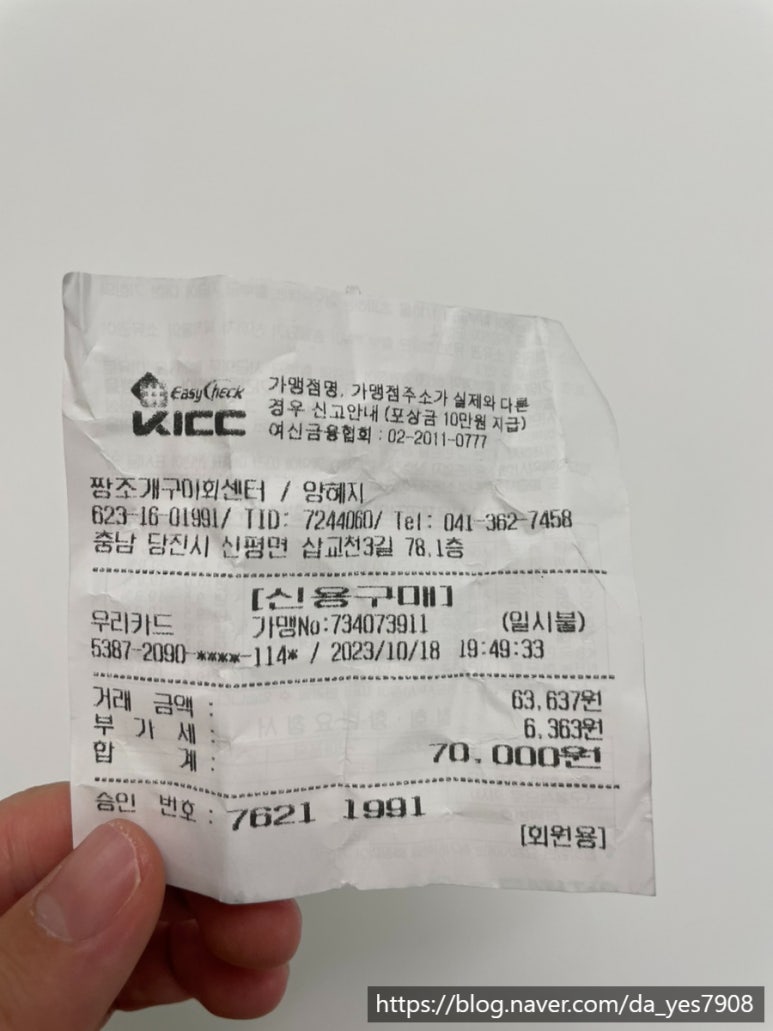 EasyCheck
KICC
가맹점명, 가맹점주소가 실제와 다른
경우 신고안내 (포상금 10만원 지급)
여신금융협회 : 02-2011-0777
짱조개구이회센터 / 양혜지
623-16-01991/ TID: 7244060/ Tel: 041-362-7458
충남 당진시 신평면 삽교천3길 78,1층
[신용구매]
우리카드 가맹No:734073911 (일시불)
5387-2090-****-114* / 2023/10/18 19:49:33
거래 금액 : 63,637원
부 가 세 : 6,363원
합 계 : 70,000원
승인 번호 : 7621 1991
[회원용]
https://blog.naver.com/da_yes7908